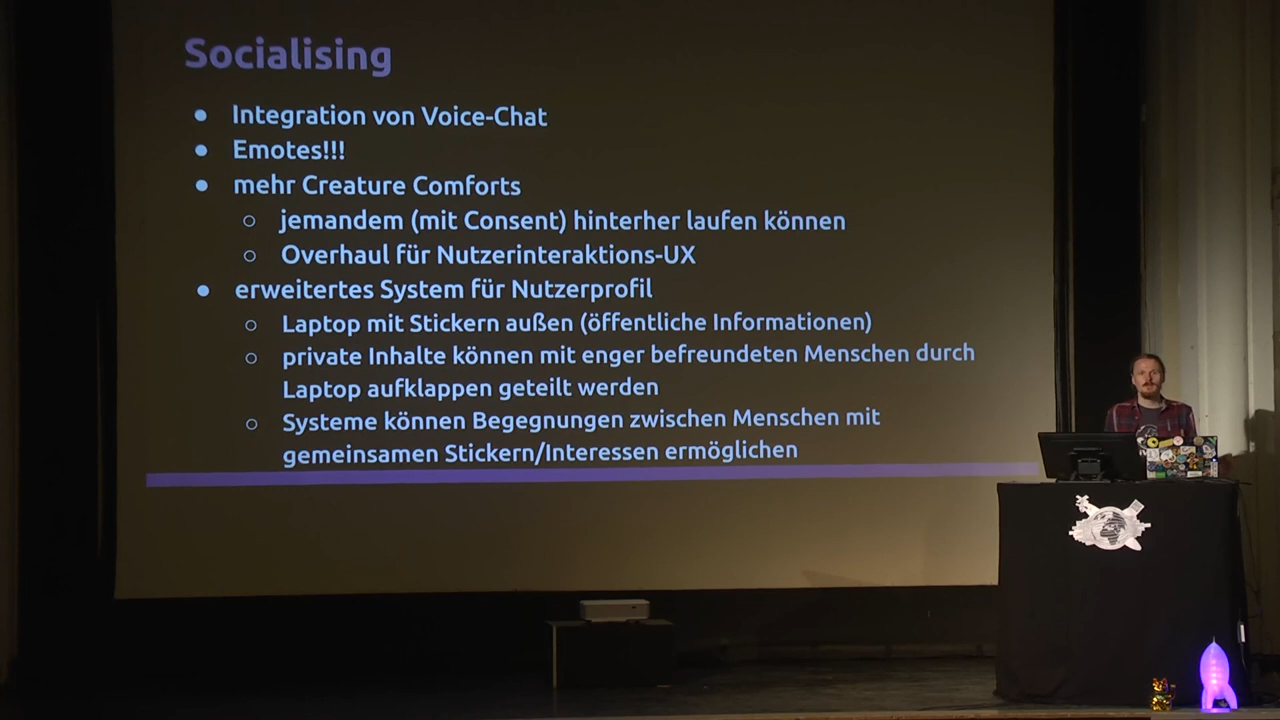 Socialising
● Integration von Voice-Chat
● Emotes!!!
● mehr Creature Comforts
○ jemandem (mit Consent) hinterher laufen können
○ Overhaul für Nutzerinteraktions-UX
● erweitertes System für Nutzerprofil
○ Laptop mit Stickern außen (öffentliche Informationen)
○ private Inhalte können mit enger befreundeten Menschen durch
Laptop aufklappen geteilt werden
○ Systeme können Begegnungen zwischen Menschen mit
gemeinsamen Stickern/Interessen ermöglichen